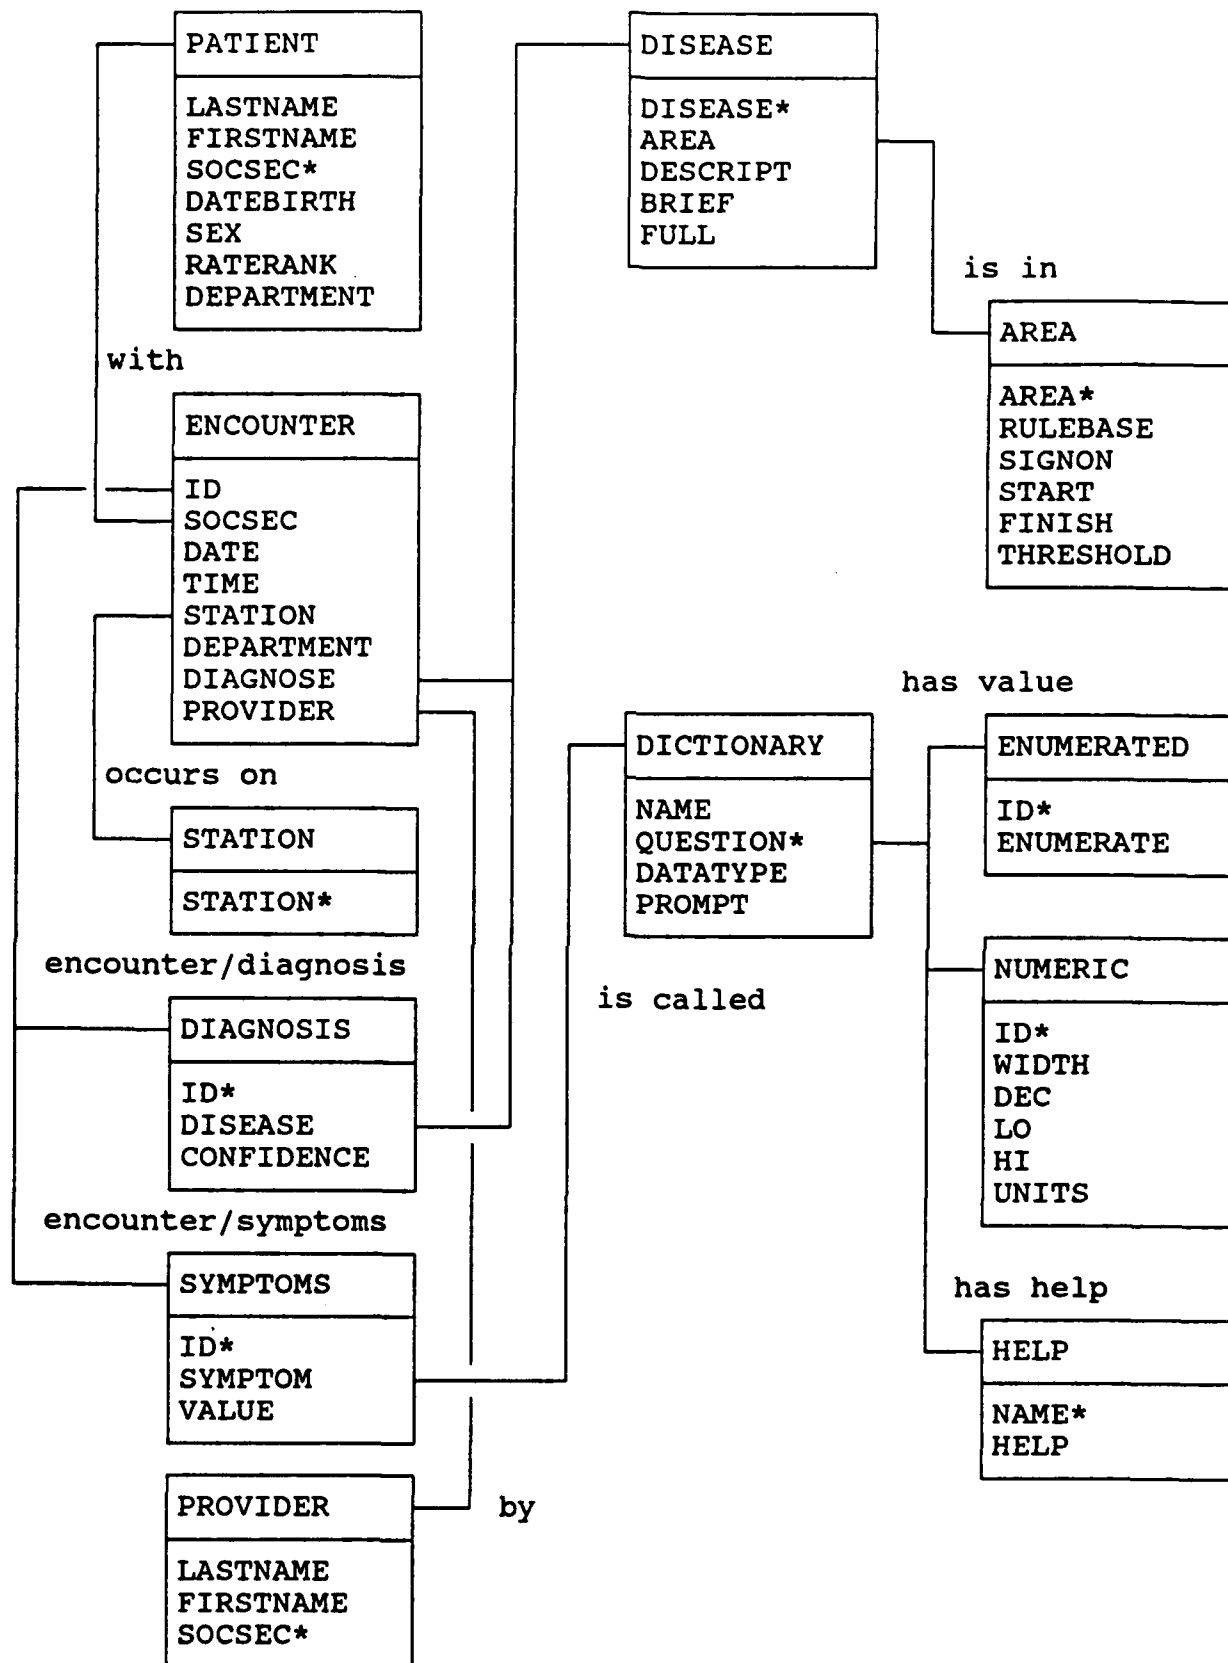 PATIENT
LASTNAME
FIRSTNAME
SOCSEC*
DATEBIRTH
SEX
RATERANK
DEPARTMENT
with
ENCOUNTER
ID
SOCSEC
DATE
TIME
STATION
DEPARTMENT
DIAGNOSE
PROVIDER
occurs on
STATION
STATION*
encounter/diagnosis
DIAGNOSIS
ID*
DISEASE
CONFIDENCE
encounter/symptoms
SYMPTOMS
ID*
SYMPTOM
VALUE
PROVIDER
by
LASTNAME
FIRSTNAME
SOCSEC*
DISEASE
DISEASE*
AREA
DESCRIPT
BRIEF
FULL
is in
AREA
AREA*
RULEBASE
SIGNON
START
FINISH
THRESHOLD
DICTIONARY
NAME
QUESTION*
DATATYPE
PROMPT
is called
has value
ENUMERATED
ID*
ENUMERATE
NUMERIC
ID*
WIDTH
DEC
LO
HI
UNITS
has help
HELP
NAME*
HELP